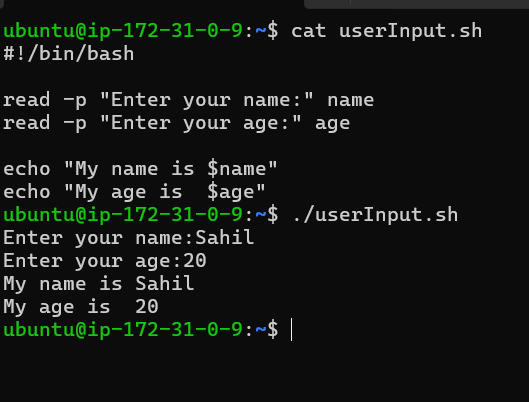 ubuntu@ip-172-31-0-9:~$ cat userInput.sh
#!/bin/bash

read -p "Enter your name:" name
read -p "Enter your age:" age

echo "My name is $name"
echo "My age is  $age"
ubuntu@ip-172-31-0-9:~$ ./userInput.sh
Enter your name:Sahil
Enter your age:20
My name is Sahil
My age is  20
ubuntu@ip-172-31-0-9:~$